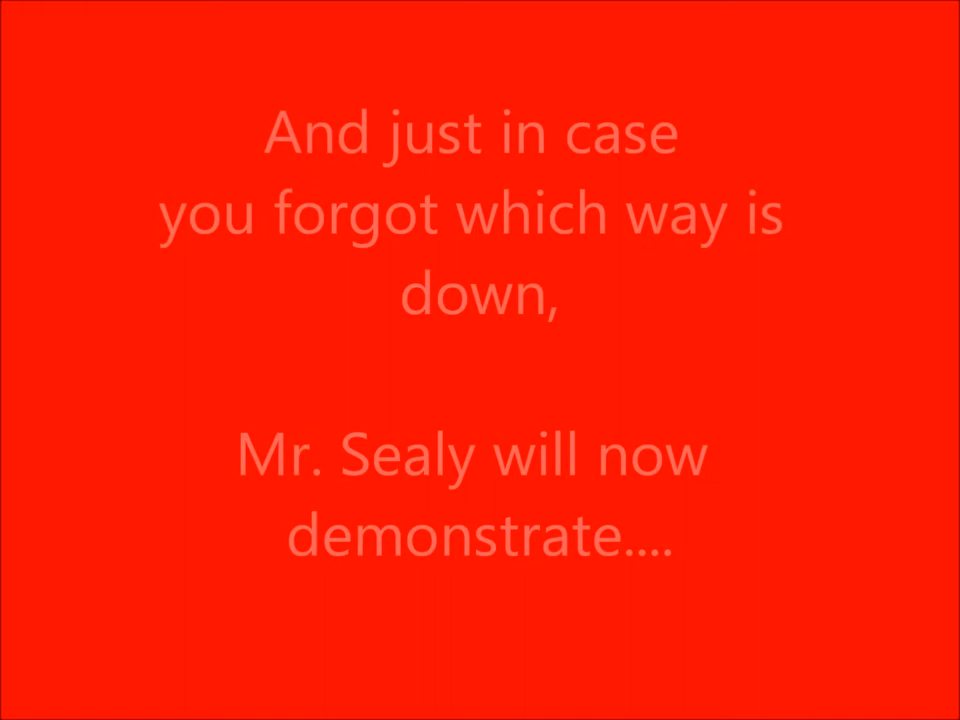 And just in case
you forgot which way is
down,
Mr. Sealy will now
demonstrate....